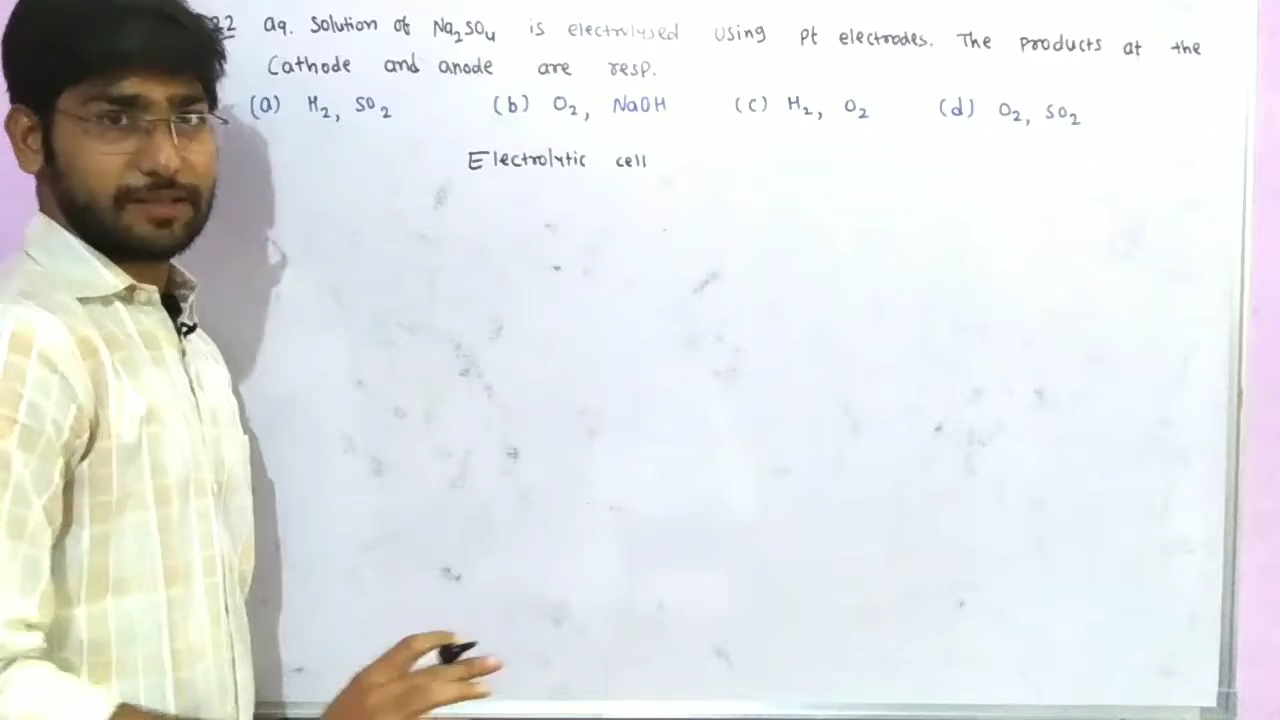 22 aq. Solution of Na₂SO₄ is electrolysed using pt electrodes. The products at the
Cathode and anode are resp.
(a) H₂, SO₂ (b) O₂, NaOH (c) H₂, O₂ (d) O₂, SO₂
Electrolytic cell